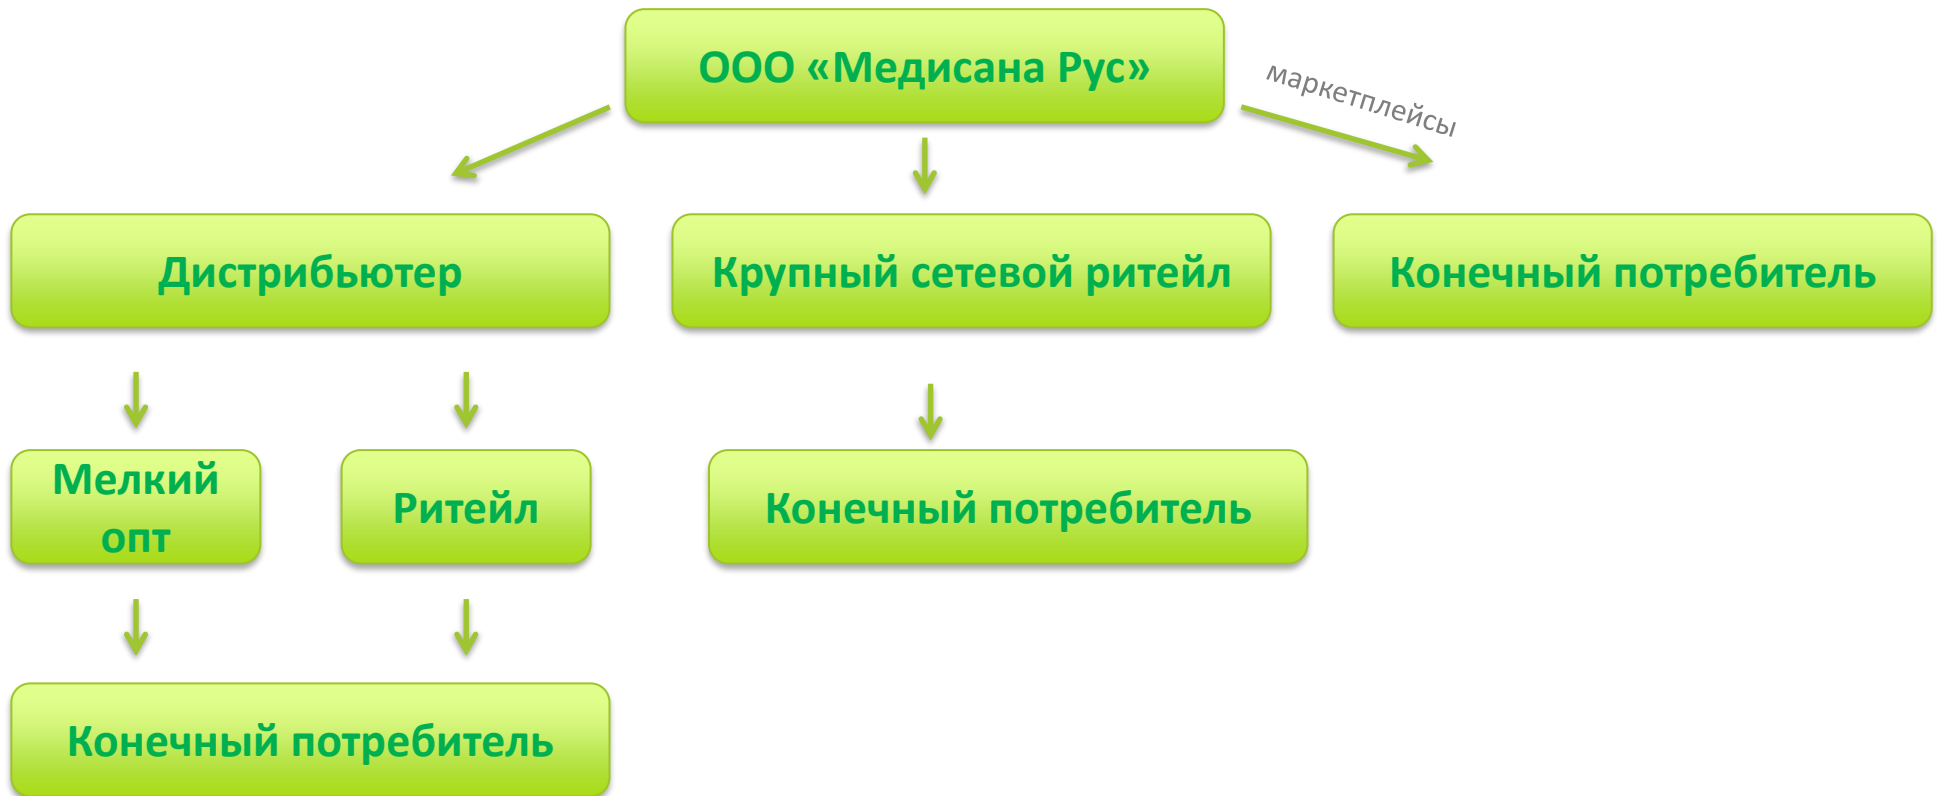 ООО «Медисана Рус»
маркетплейсы
Дистрибьютер
Крупный сетевой ритейл
Конечный потребитель
Мелкий
опт
Ритейл
Конечный потребитель
Конечный потребитель